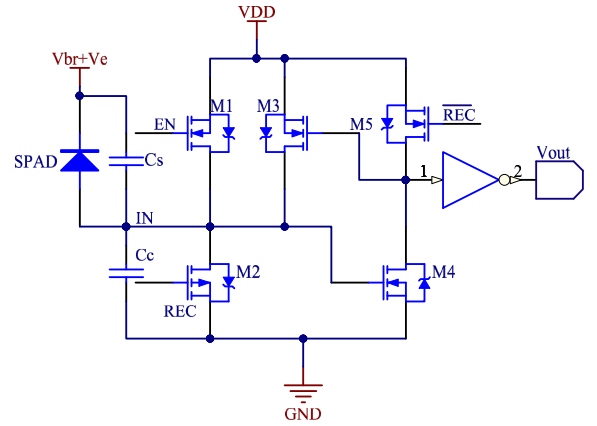 VDD
Vbr+Ve
M1
M3
EN
M5
REC
SPAD
Cs
1
2
Vout
IN
Cc
M2
M4
REC
GND